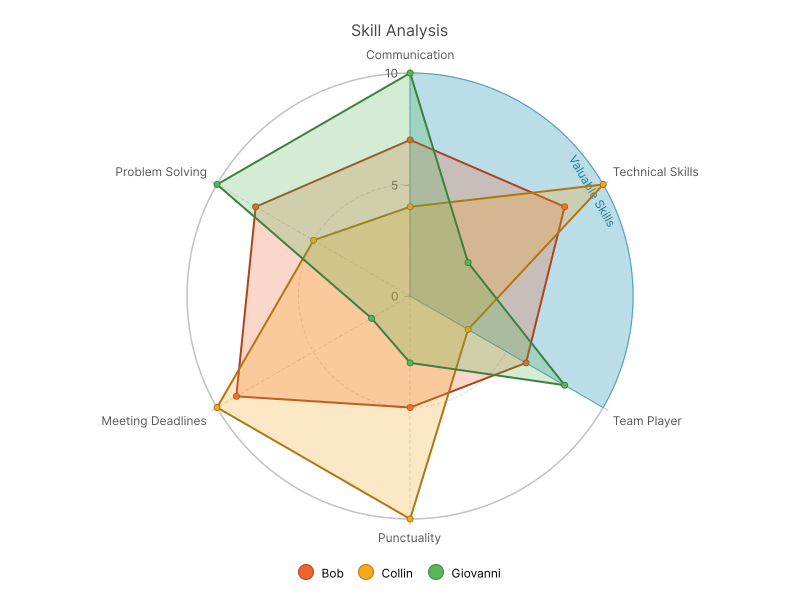 Skill Analysis
Communication
10
Problem Solving
Technical Skills
Valuable Skills
5
0
Meeting Deadlines
Team Player
Punctuality
Bob
Collin
Giovanni